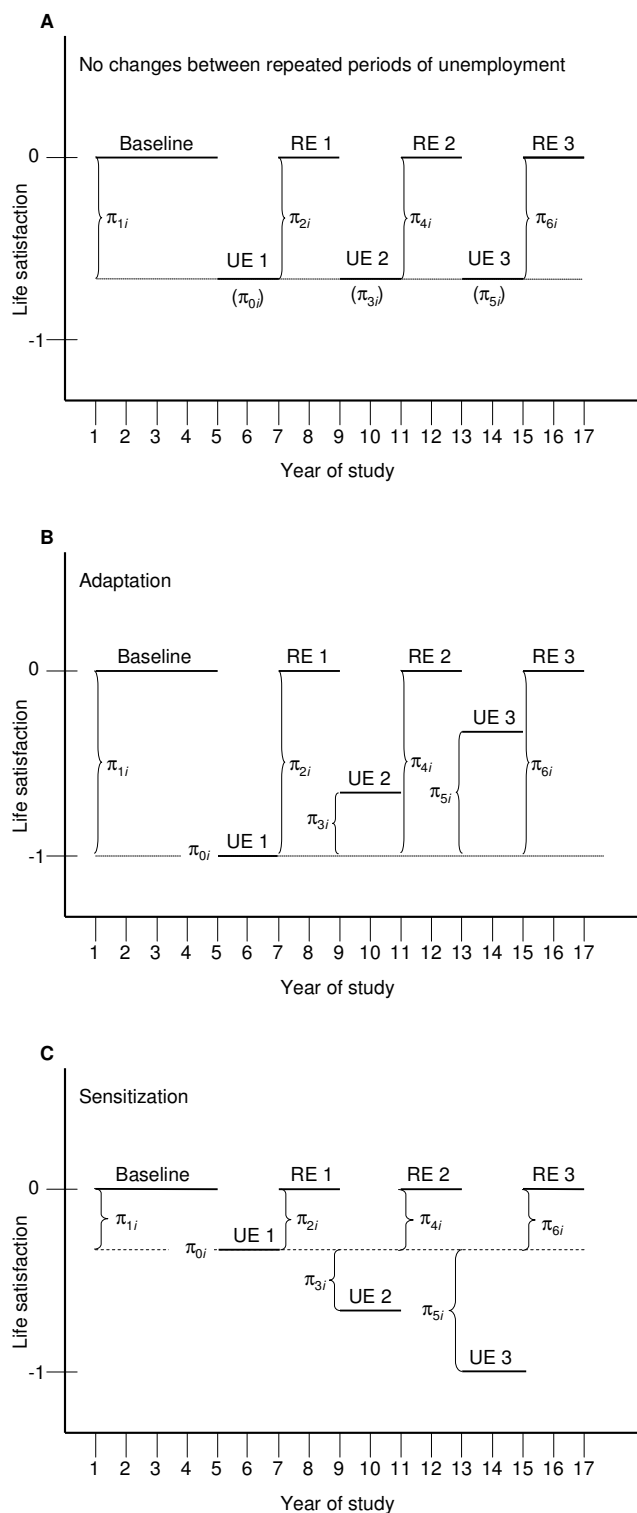 A
No changes between repeated periods of unemployment
Baseline RE 1 RE 2 RE 3
0
π1i π2i π4i π6i
UE 1 UE 2 UE 3
(π0i) (π3i) (π5i)
-1
Life satisfaction
1 2 3 4 5 6 7 8 9 10 11 12 13 14 15 16 17
Year of study
B
Adaptation
Baseline RE 1 RE 2 RE 3
0
UE 3
π1i π2i π4i π6i
UE 2
π5i
π3i
UE 1
π0i
-1
Life satisfaction
1 2 3 4 5 6 7 8 9 10 11 12 13 14 15 16 17
Year of study
C
Sensitization
Baseline RE 1 RE 2 RE 3
0
π1i π2i π4i π6i
UE 1
π0i
π3i
UE 2
π5i
UE 3
-1
Life satisfaction
1 2 3 4 5 6 7 8 9 10 11 12 13 14 15 16 17
Year of study